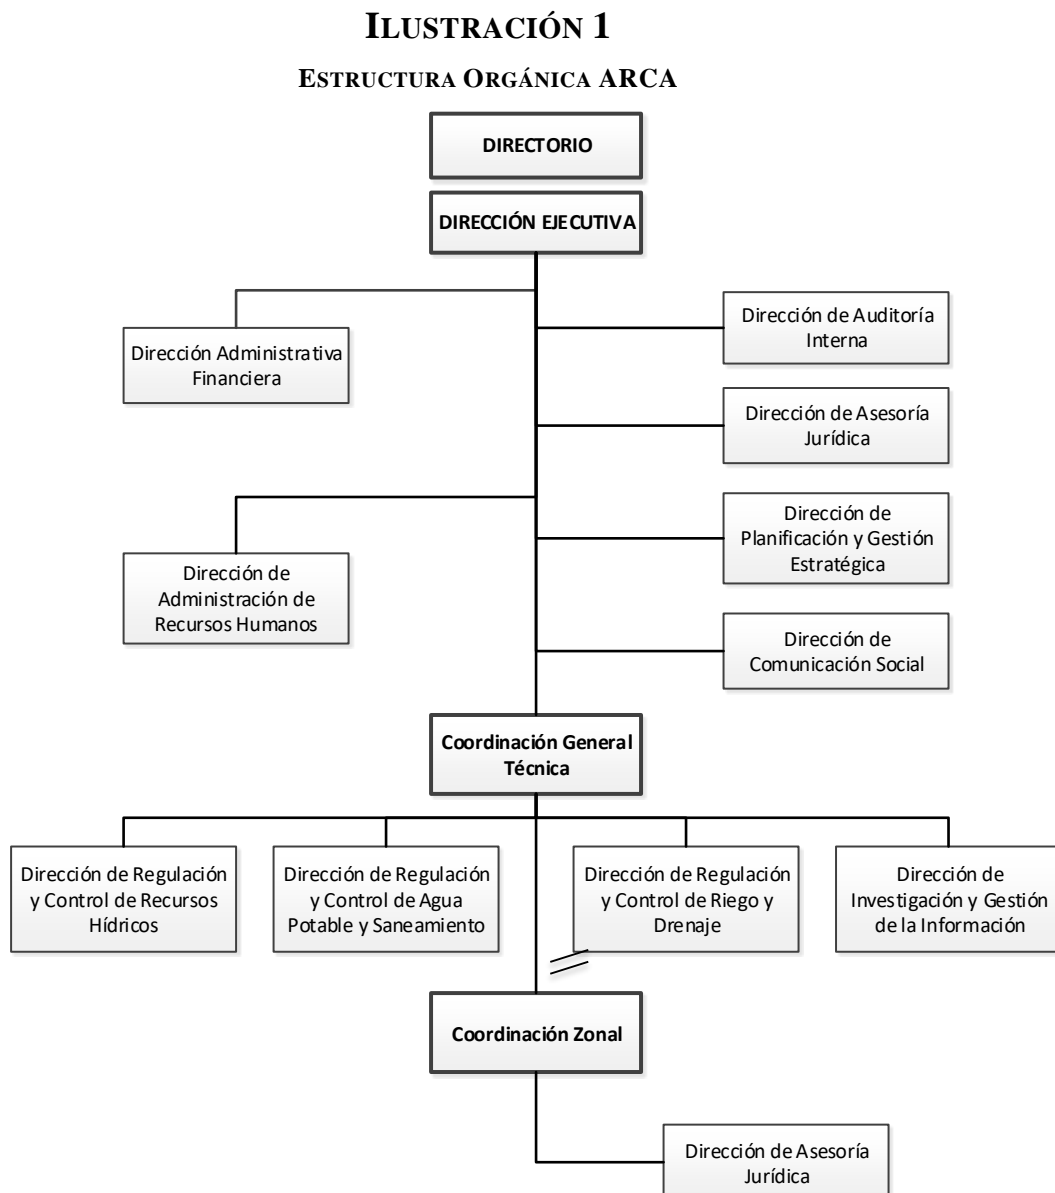 ILUSTRACIÓN 1
ESTRUCTURA ORGÁNICA ARCA
DIRECTORIO
DIRECCIÓN EJECUTIVA
Dirección Administrativa
Financiera
Dirección de Auditoría
Interna
Dirección de Asesoría
Jurídica
Dirección de
Administración de
Recursos Humanos
Dirección de
Planificación y Gestión
Estratégica
Dirección de
Comunicación Social
Coordinación General
Técnica
Dirección de Regulación
y Control de Recursos
Hídricos
Dirección de Regulación
y Control de Agua
Potable y Saneamiento
Dirección de Regulación
y Control de Riego y
Drenaje
Dirección de
Investigación y Gestión
de la Información
Coordinación Zonal
Dirección de Asesoría
Jurídica